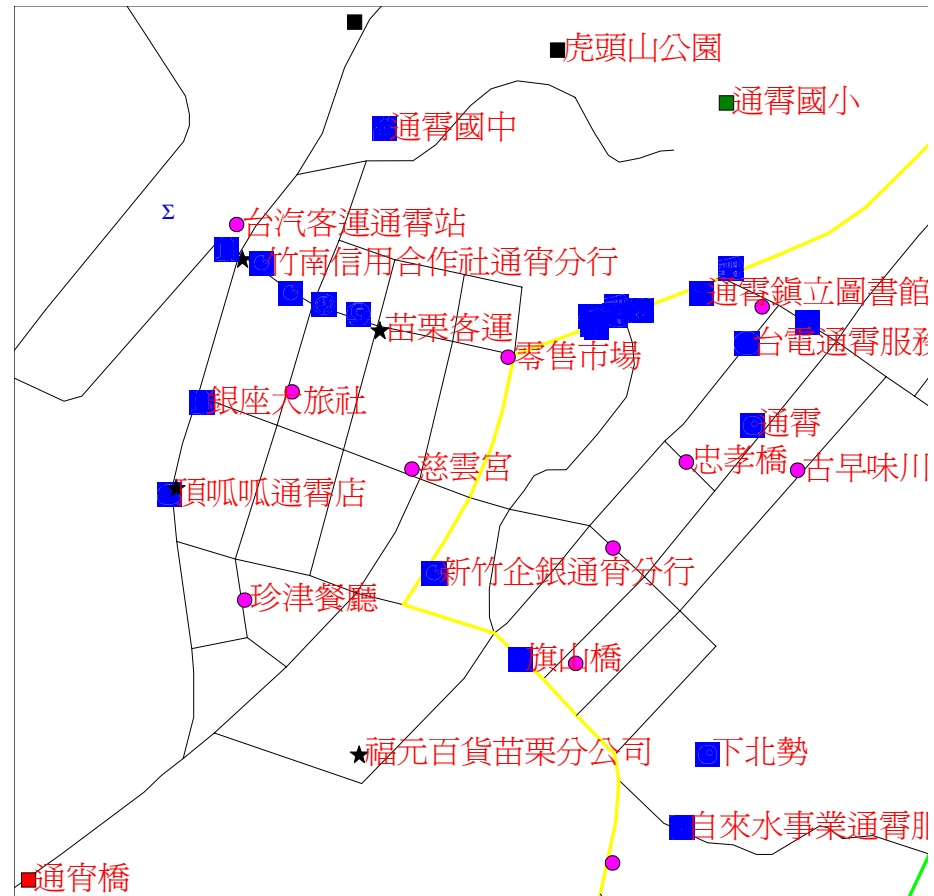 虎頭山公園
通霄國小
通霄國中
Σ
台汽客運通霄站
竹南信用合作社通宵分行
通霄鎮立圖書館
苗栗客運
台電通霄服務
零售市場
銀座大旅社
通霄
慈雲宮
忠孝橋
古早味川
頂呱呱通霄店
新竹企銀通宵分行
珍津餐廳
旗山橋
福元百貨苗栗分公司
下北勢
自來水事業通霄服
通宵橋